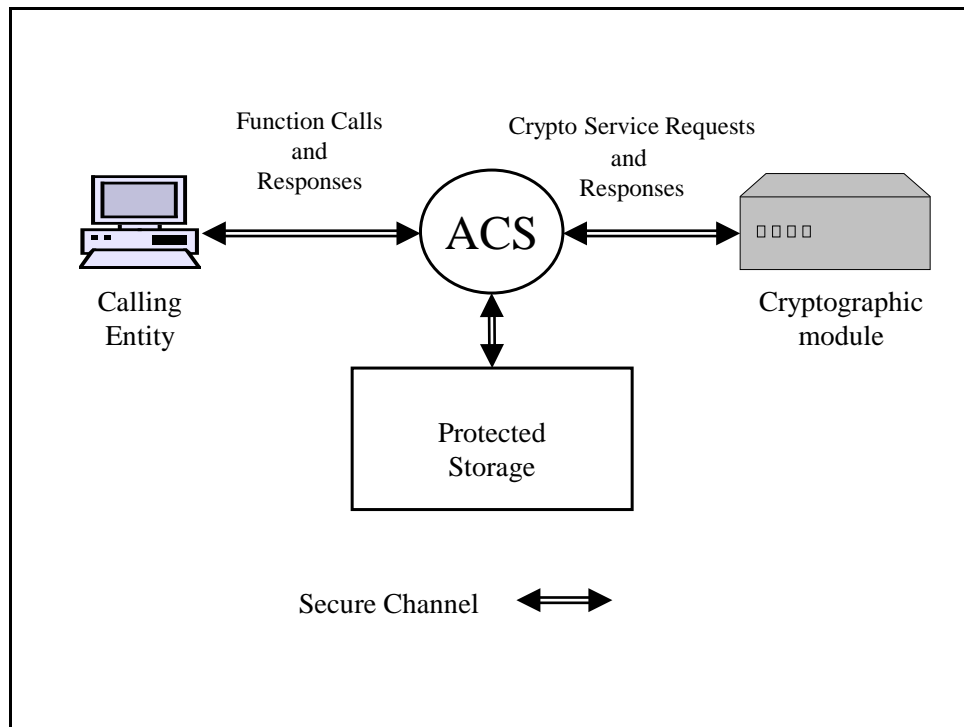 Function Calls
and
Responses
Crypto Service Requests
and
Responses
ACS
Calling
Entity
Cryptographic
module
Protected
Storage
Secure Channel